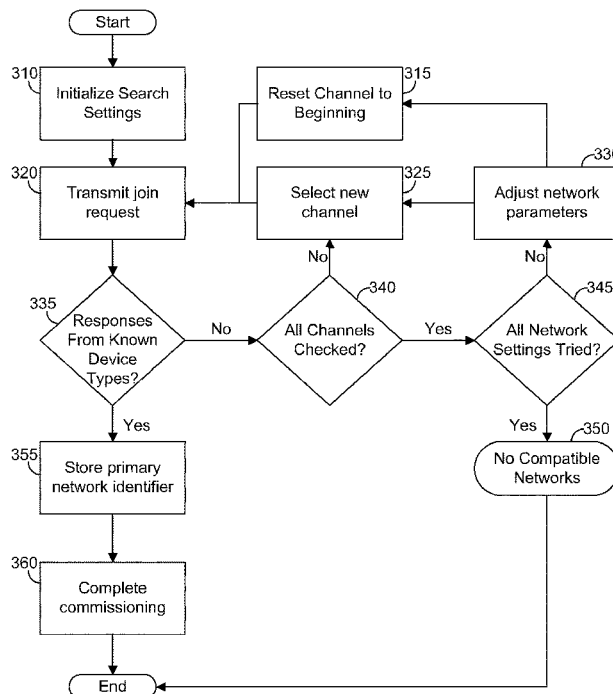 Start
310
Initialize Search
Settings
315
Reset Channel to
Beginning
320
Transmit join
request
325
Select new
channel
330
Adjust network
parameters
335
Responses
From Known
Device
Types?
No
340
All Channels
Checked?
No
Yes
345
All Network
Settings Tried?
No
Yes
350
No Compatible
Networks
Yes
355
Store primary
network identifier
360
Complete
commissioning
End